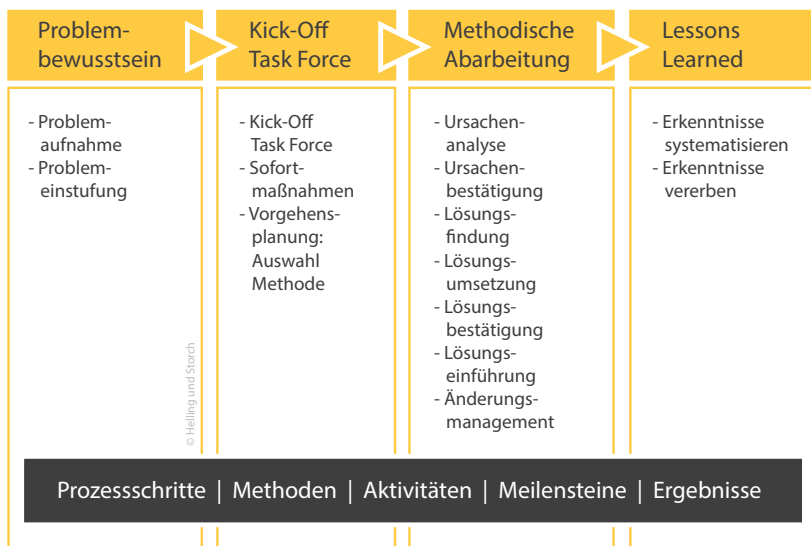 Problem-
bewusstsein
Kick-Off
Task Force
Methodische
Abarbeitung
Lessons
Learned
- Problem-
aufnahme
- Problem-
einstufung
- Kick-Off
Task Force
- Sofort-
maßnahmen
- Vorgehens-
planung:
Auswahl
Methode
- Ursachen-
analyse
- Ursachen-
bestätigung
- Lösungs-
findung
- Lösungs-
umsetzung
- Lösungs-
bestätigung
- Lösungs-
einführung
- Änderungs-
management
- Erkenntnisse
systematisieren
- Erkenntnisse
vererben
© Helling und Storch
Prozessschritte | Methoden | Aktivitäten | Meilensteine | Ergebnisse